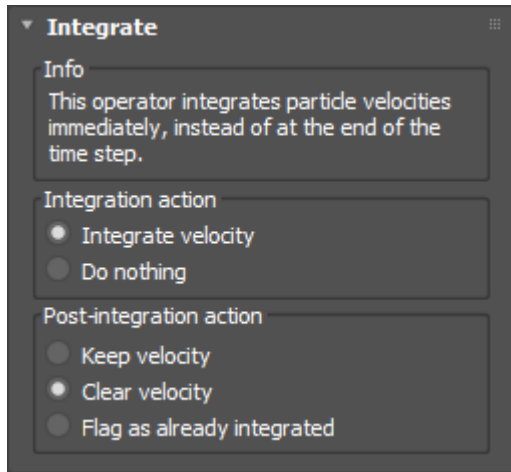 Integrate
Info
This operator integrates particle velocities
immediately, instead of at the end of the
time step.
Integration action
Integrate velocity
Do nothing
Post-integration action
Keep velocity
Clear velocity
Flag as already integrated